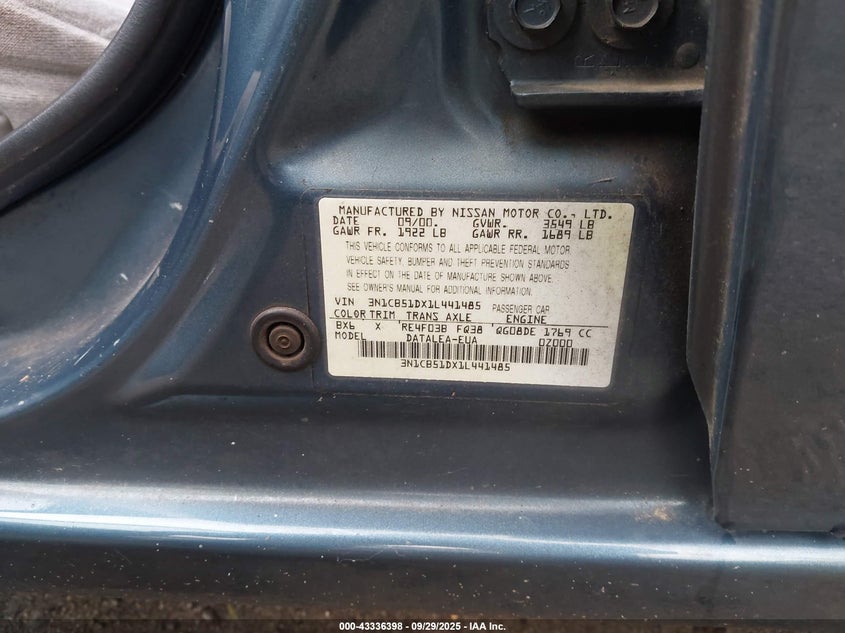 MANUFACTURED BY NISSAN MOTOR CO., LTD.
DATE 09/00. GVWR. 3549 LB
GAWR FR. 1922 LB GAWR RR. 1689 LB
THIS VEHICLE CONFORMS TO ALL APPLICABLE FEDERAL MOTOR
VEHICLE SAFETY, BUMPER AND THEFT PREVENTION STANDARDS
IN EFFECT ON THE DATE OF MANUFACTURE SHOWN ABOVE.
SEE OWNER'S MANUAL FOR ADDITIONAL INFORMATION.
VIN 3N1CB51DX1L441485 PASSENGER CAR
COLOR TRIM TRANS AXLE ENGINE
BX6 X 'RE4F03B FQ38 'QG08DE 1769 CC
MODEL DATALEA-EUA 0Z000
3N1CB51DX1L441485
000-43336398 - 09/29/2025 - IAA Inc.